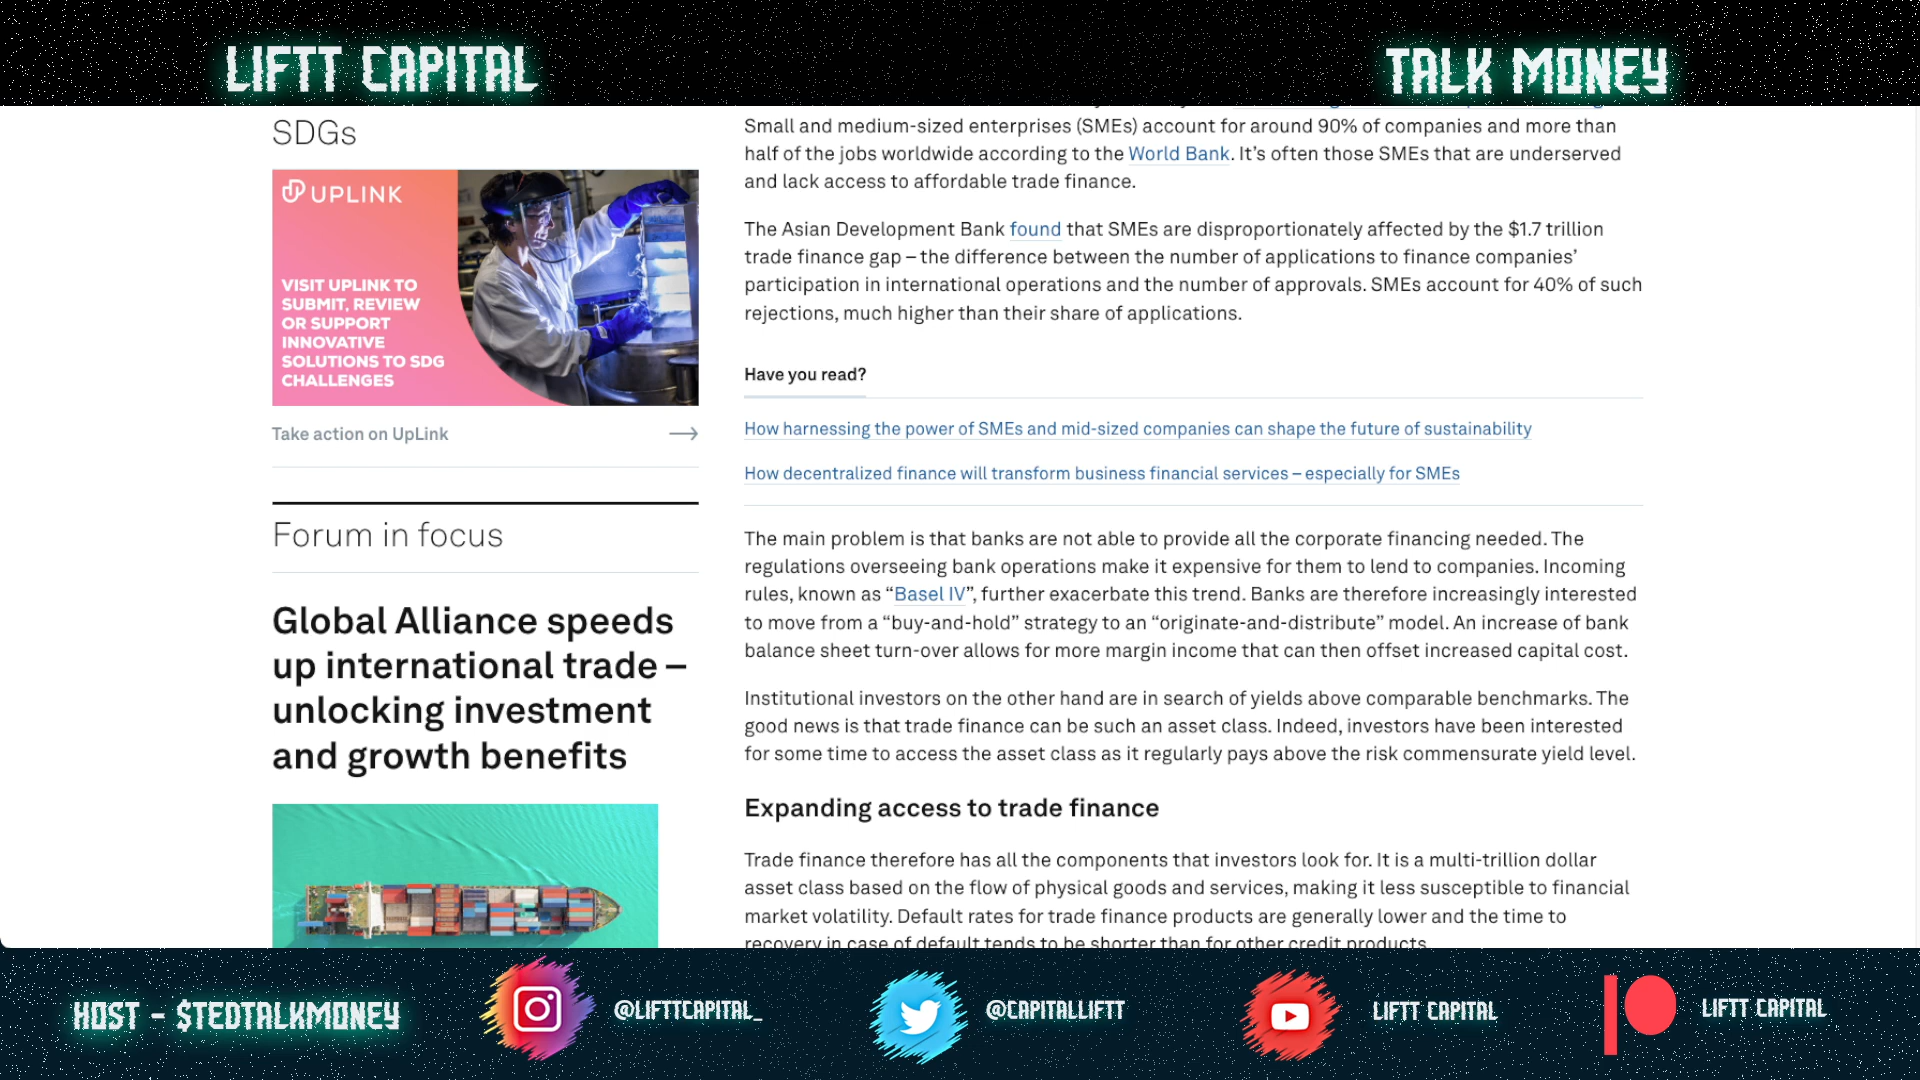 LIFTT CAPITAL
TALK MONEY
SDGs
UPLINK
VISIT UPLINK TO
SUBMIT, REVIEW
OR SUPPORT
INNOVATIVE
SOLUTIONS TO SDG
CHALLENGES
Take action on UpLink
Forum in focus
Global Alliance speeds
up international trade –
unlocking investment
and growth benefits
Small and medium-sized enterprises (SMEs) account for around 90% of companies and more than
half of the jobs worldwide according to the World Bank. It’s often those SMEs that are underserved
and lack access to affordable trade finance.
The Asian Development Bank found that SMEs are disproportionately affected by the $1.7 trillion
trade finance gap – the difference between the number of applications to finance companies’
participation in international operations and the number of approvals. SMEs account for 40% of such
rejections, much higher than their share of applications.
Have you read?
How harnessing the power of SMEs and mid-sized companies can shape the future of sustainability
How decentralized finance will transform business financial services – especially for SMEs
The main problem is that banks are not able to provide all the corporate financing needed. The
regulations overseeing bank operations make it expensive for them to lend to companies. Incoming
rules, known as “Basel IV”, further exacerbate this trend. Banks are therefore increasingly interested
to move from a “buy-and-hold” strategy to an “originate-and-distribute” model. An increase of bank
balance sheet turn-over allows for more margin income that can then offset increased capital cost.
Institutional investors on the other hand are in search of yields above comparable benchmarks. The
good news is that trade finance can be such an asset class. Indeed, investors have been interested
for some time to access the asset class as it regularly pays above the risk commensurate yield level.
Expanding access to trade finance
Trade finance therefore has all the components that investors look for. It is a multi-trillion dollar
asset class based on the flow of physical goods and services, making it less susceptible to financial
market volatility. Default rates for trade finance products are generally lower and the time to
recovery in case of default tends to be shorter than for other credit products.
HOST - $TEDTALKMONEY
@LIFTTCAPITAL_
@CAPITALLIFTT
LIFTT CAPITAL
LIFTT CAPITAL